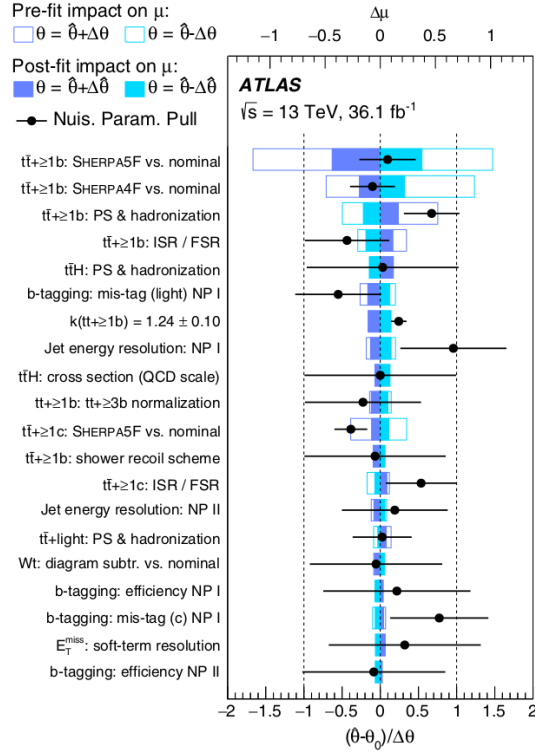 Pre-fit impact on μ:
θ = θ̂+Δθ θ = θ̂-Δθ
Post-fit impact on μ:
θ = θ̂+Δθ̂ θ = θ̂-Δθ̂
Nuis. Param. Pull
Δμ
−1 −0.5 0 0.5 1
ATLAS
√s = 13 TeV, 36.1 fb⁻¹
tt̄+≥1b: SHERPA5F vs. nominal
tt̄+≥1b: SHERPA4F vs. nominal
tt̄+≥1b: PS & hadronization
tt̄+≥1b: ISR / FSR
tt̄H: PS & hadronization
b-tagging: mis-tag (light) NP I
k(tt+≥1b) = 1.24 ± 0.10
Jet energy resolution: NP I
tt̄H: cross section (QCD scale)
tt+≥1b: tt+≥3b normalization
tt̄+≥1c: SHERPA5F vs. nominal
tt̄+≥1b: shower recoil scheme
tt̄+≥1c: ISR / FSR
Jet energy resolution: NP II
tt̄+light: PS & hadronization
Wt: diagram subtr. vs. nominal
b-tagging: efficiency NP I
b-tagging: mis-tag (c) NP I
E_T^miss: soft-term resolution
b-tagging: efficiency NP II
−2 −1.5 −1 −0.5 0 0.5 1 1.5 2
(θ̂-θ₀)/Δθ